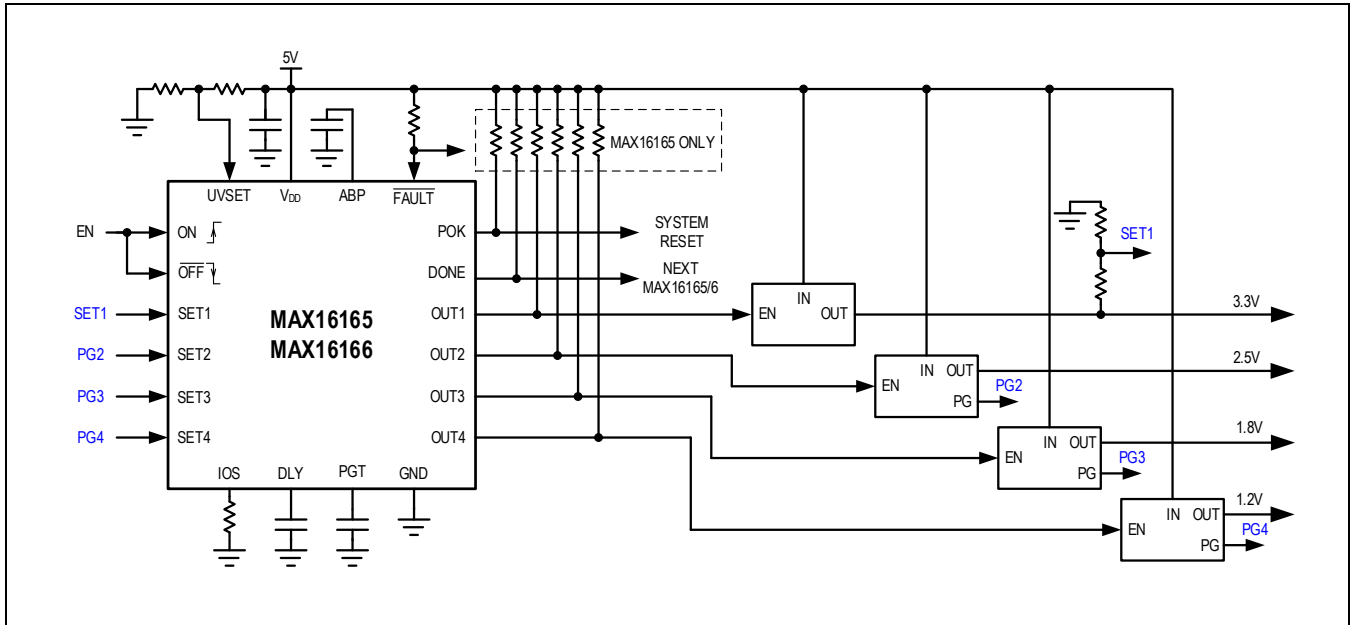 5V
MAX16165 ONLY
UVSET
VDD
ABP
FAULT
EN
ON
POK
SYSTEM
RESET
SET1
OFF
DONE
NEXT
MAX16165/6
IN
SET1
SET1
MAX16165
MAX16166
OUT1
EN
OUT
3.3V
PG2
SET2
OUT2
IN
OUT
2.5V
EN
PG
PG2
PG3
SET3
OUT3
IN
OUT
1.8V
PG4
SET4
OUT4
EN
PG
PG3
IOS
DLY
PGT
GND
IN
OUT
1.2V
EN
PG
PG4